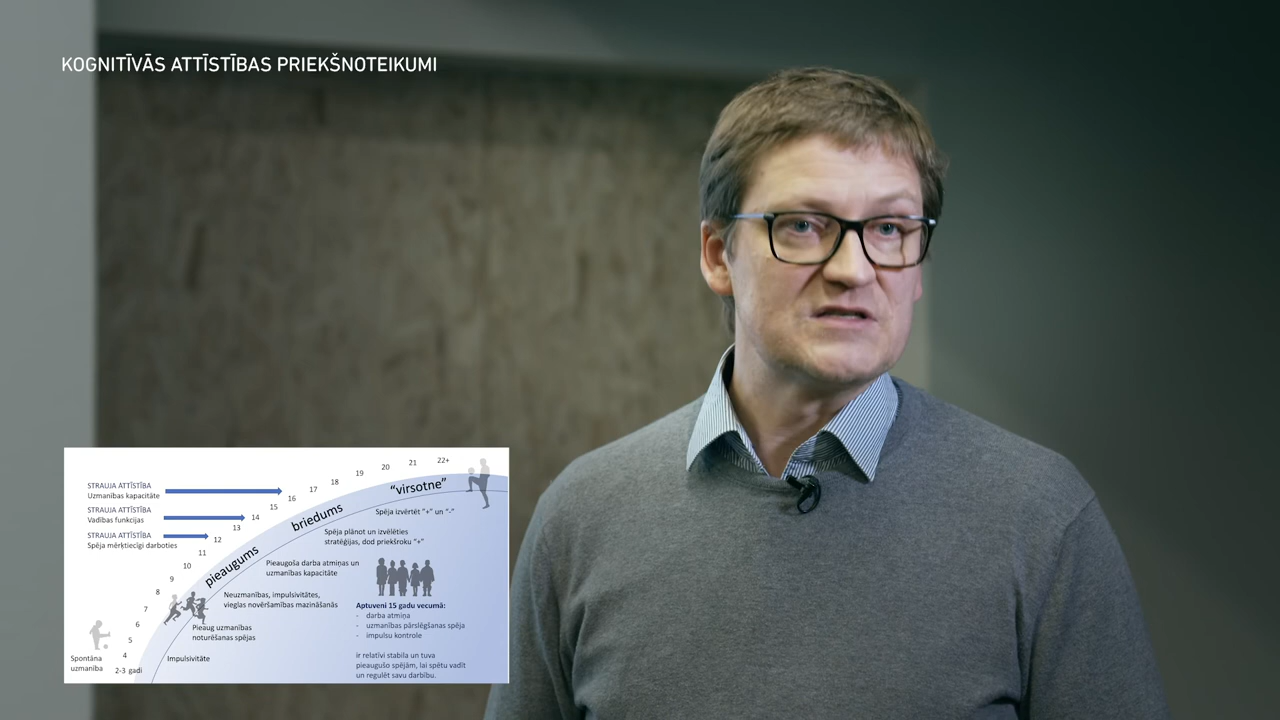 KOGNITĪVĀS ATTĪSTĪBAS PRIEKŠNOTEIKUMI
STRAUJA ATTĪSTĪBA
Uzmanības kapacitāte
STRAUJA ATTĪSTĪBA
Vadības funkcijas
STRAUJA ATTĪSTĪBA
Spēja mērķtiecīgi darboties
22+
21
20
19
18
17
16
15
14
13
12
11
10
9
8
7
6
5
4
2-3 gadi
Spontāna
uzmanība
"virsotne"
briedums
pieaugums
Spēja izvērtēt "+" un "-"
Spēja plānot un izvēlēties
stratēģijas, dod priekšroku "+"
Pieaugoša darba atmiņas un
uzmanības kapacitāte
Neuzmanības, impulsivitātes,
vieglas novēršamības mazināšanās
Pieaug uzmanības
noturēšanas spējas
Impulsivitāte
Aptuveni 15 gadu vecumā:
- darba atmiņa
- uzmanības pārslēgšanas spēja
- impulsu kontrole
ir relatīvi stabila un tuva
pieaugušo spējām, lai spētu vadīt
un regulēt savu darbību.